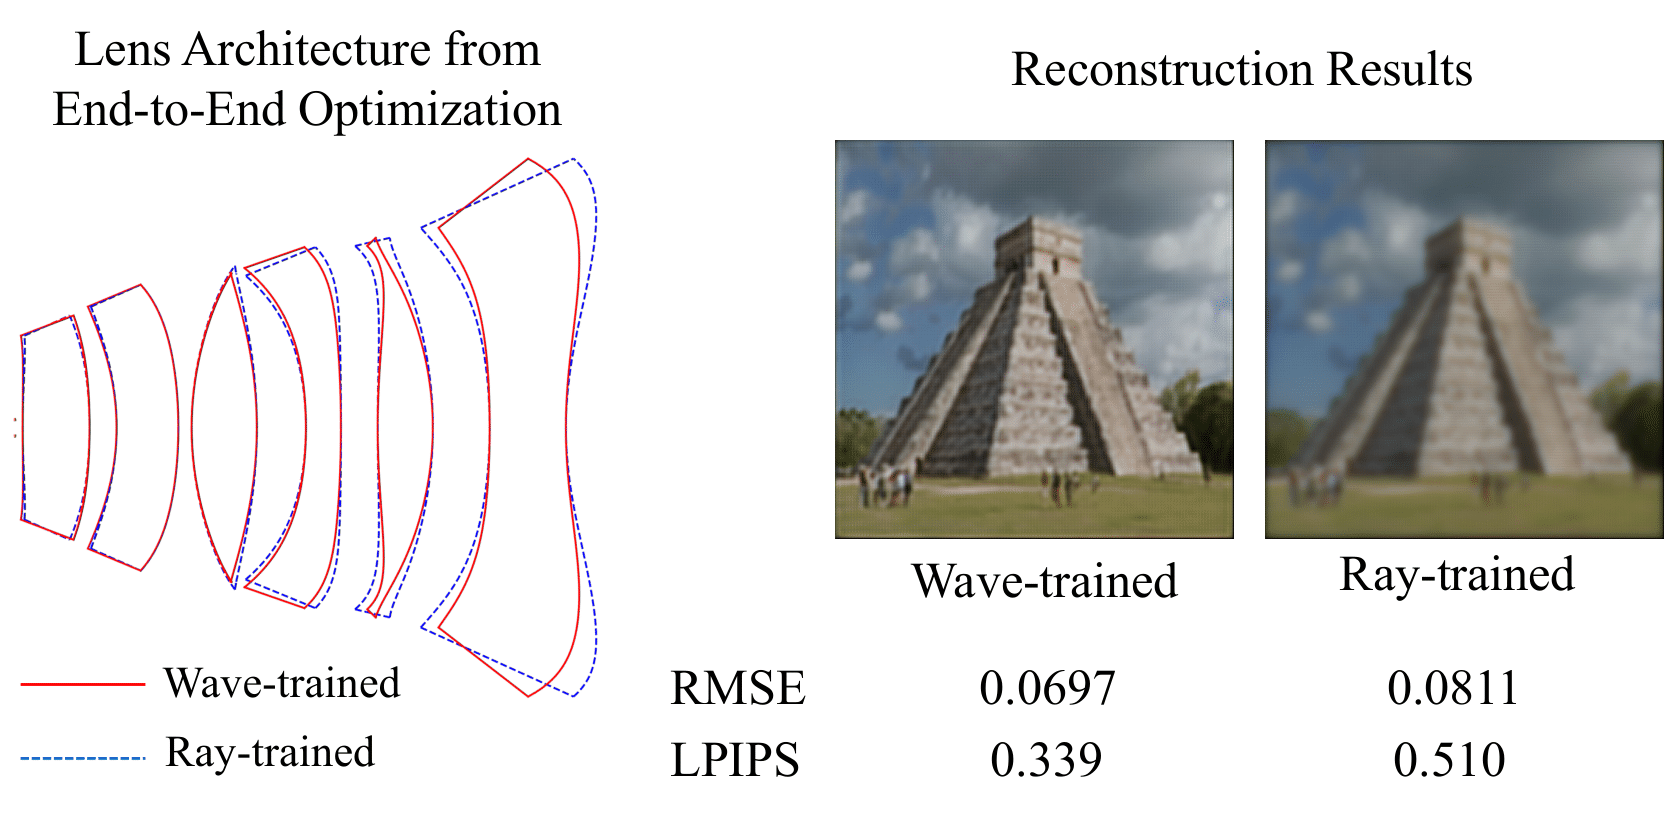 Lens Architecture from
End-to-End Optimization
Wave-trained
Ray-trained
Reconstruction Results
Wave-trained
Ray-trained
RMSE 0.0697 0.0811
LPIPS 0.339 0.510